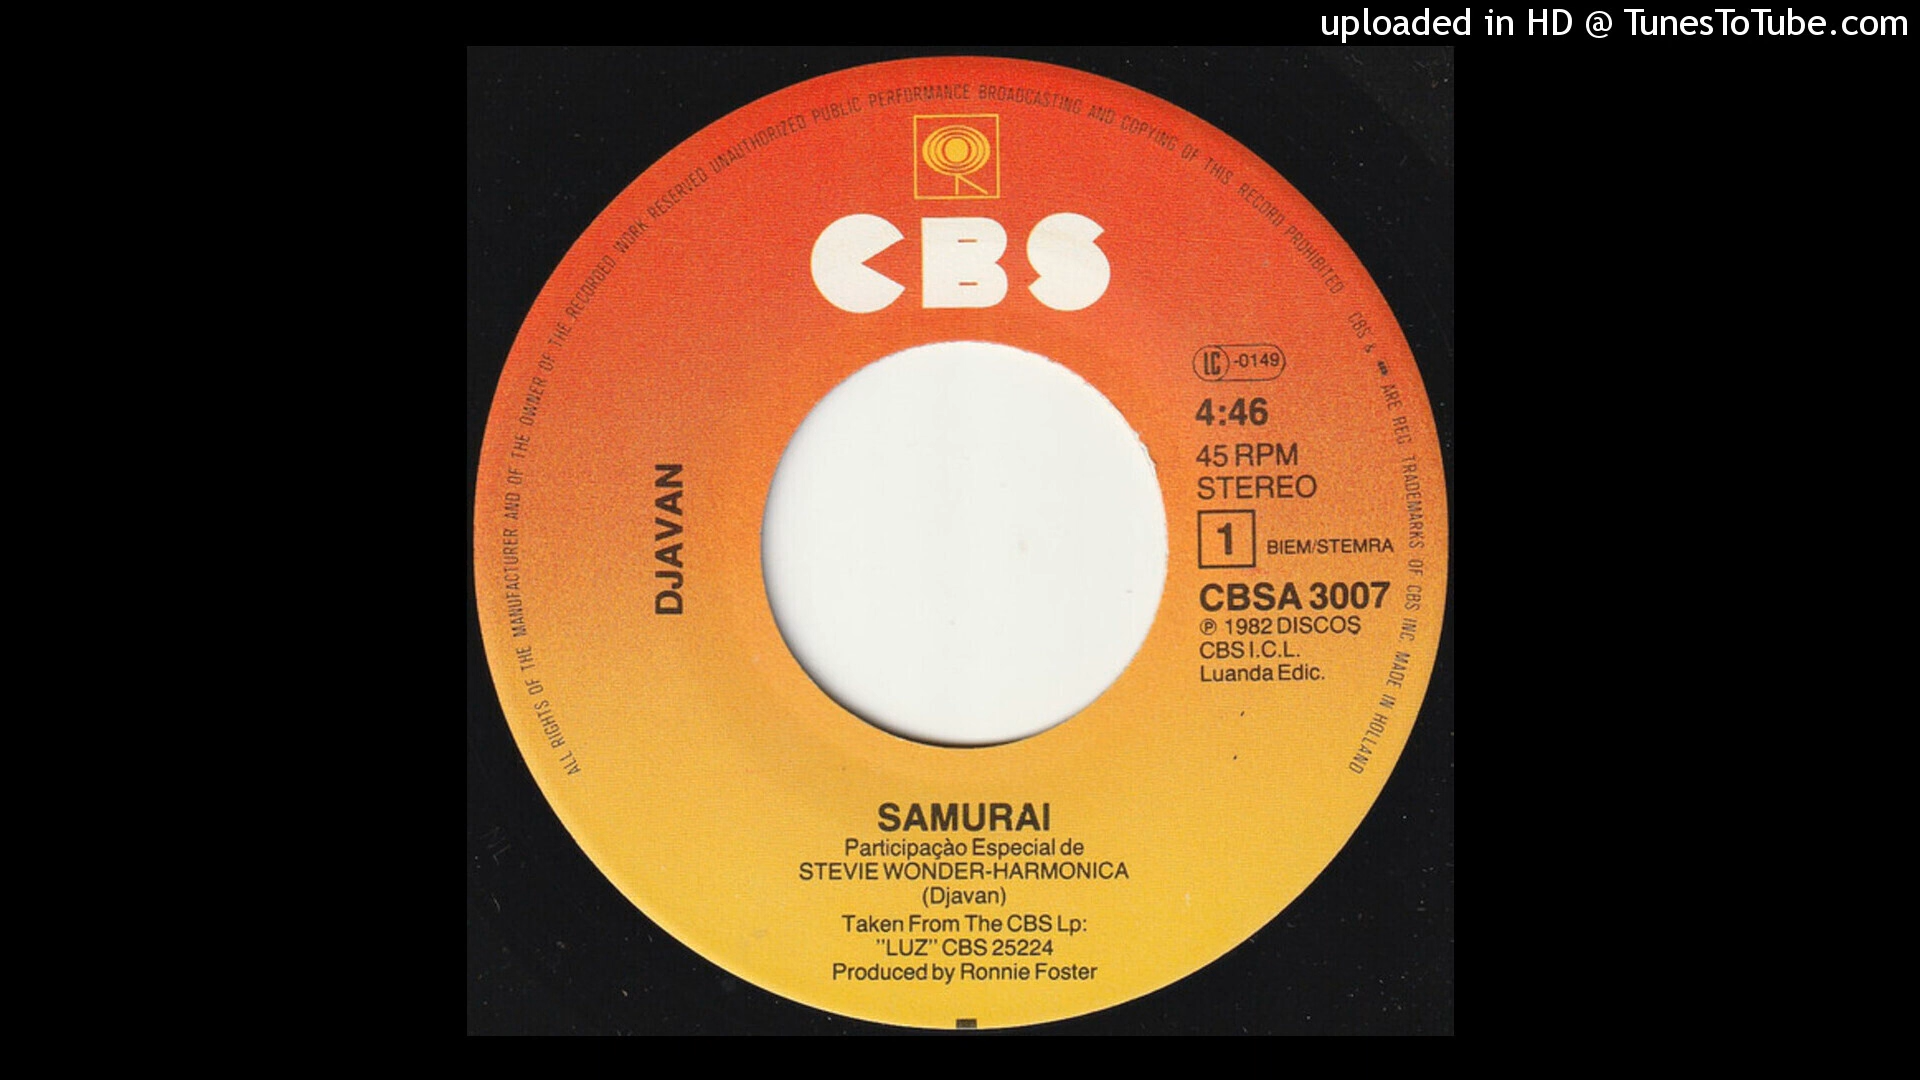 uploaded in HD @ TunesToTube.com
ALL RIGHTS OF THE MANUFACTURER AND OF THE OWNER OF THE RECORDED WORK RESERVED UNAUTHORIZED PUBLIC PERFORMANCE BROADCASTING AND COPYING OF THIS RECORD PROHIBITED CBS & ARE REG TRADEMARKS OF CBS INC MADE IN HOLLAND
CBS
LC -0149
4:46
45 RPM
STEREO
1 BIEM/STEMRA
CBSA 3007
℗ 1982 DISCOS
CBS I.C.L.
Luanda Edic.
DJAVAN
SAMURAI
Participaçào Especial de
STEVIE WONDER-HARMONICA
(Djavan)
Taken From The CBS Lp:
"LUZ" CBS 25224
Produced by Ronnie Foster